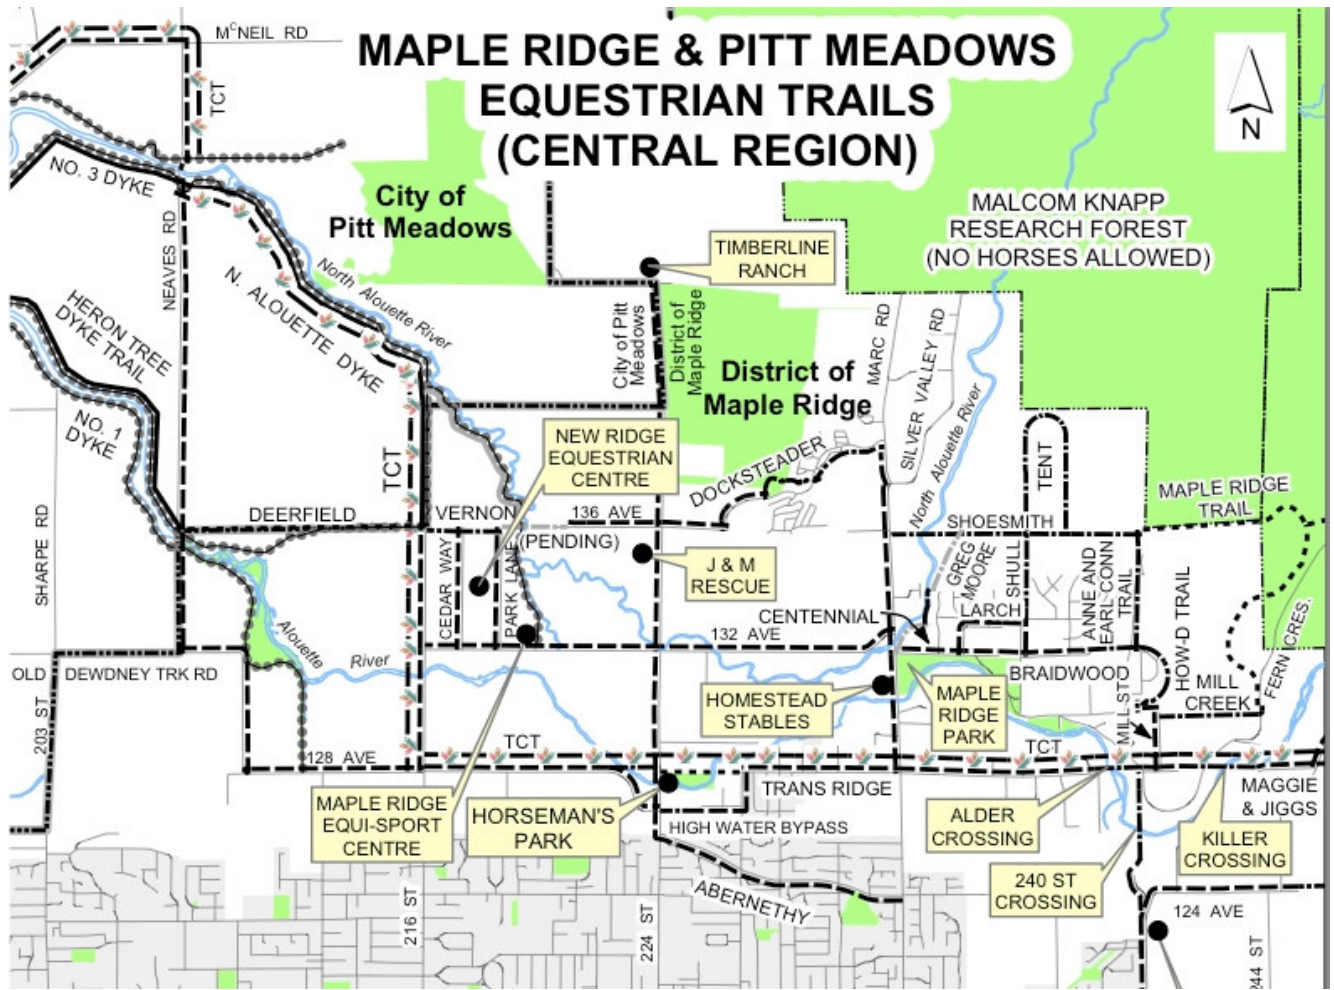 McNEIL RD
MAPLE RIDGE & PITT MEADOWS
EQUESTRIAN TRAILS
(CENTRAL REGION)
N
TCT
NO. 3 DYKE
City of
Pitt Meadows
MALCOM KNAPP
RESEARCH FOREST
(NO HORSES ALLOWED)
NEAVES RD
TIMBERLINE
RANCH
North Alouette River
N. ALOUETTE DYKE
HERON TREE
DYKE TRAIL
City of Pitt
Meadows
District of
Maple Ridge
District of
Maple Ridge
MARC RD
SILVER VALLEY RD
North Alouette River
NO. 1
DYKE
TCT
NEW RIDGE
EQUESTRIAN
CENTRE
DOCKSTEADER
TENT
MAPLE RIDGE
TRAIL
SHARPE RD
DEERFIELD
VERNON
136 AVE
(PENDING)
SHOESMITH
J & M
RESCUE
CEDAR WAY
PARK LANE
GREG
MOORE
SHULL
ANNE AND
EARL CONN
TRAIL
HOW-D TRAIL
CENTENNIAL
LARCH
132 AVE
FERN CRES.
Alouette
River
OLD
DEWDNEY TRK RD
203 ST
HOMESTEAD
STABLES
MAPLE
RIDGE
PARK
BRAIDWOOD
MILL ST
MILL
CREEK
128 AVE
TCT
TCT
TRANS RIDGE
MAGGIE
& JIGGS
MAPLE RIDGE
EQUI-SPORT
CENTRE
HORSEMAN'S
PARK
HIGH WATER BYPASS
ALDER
CROSSING
KILLER
CROSSING
240 ST
CROSSING
ABERNETHY
216 ST
224 ST
124 AVE
244 ST